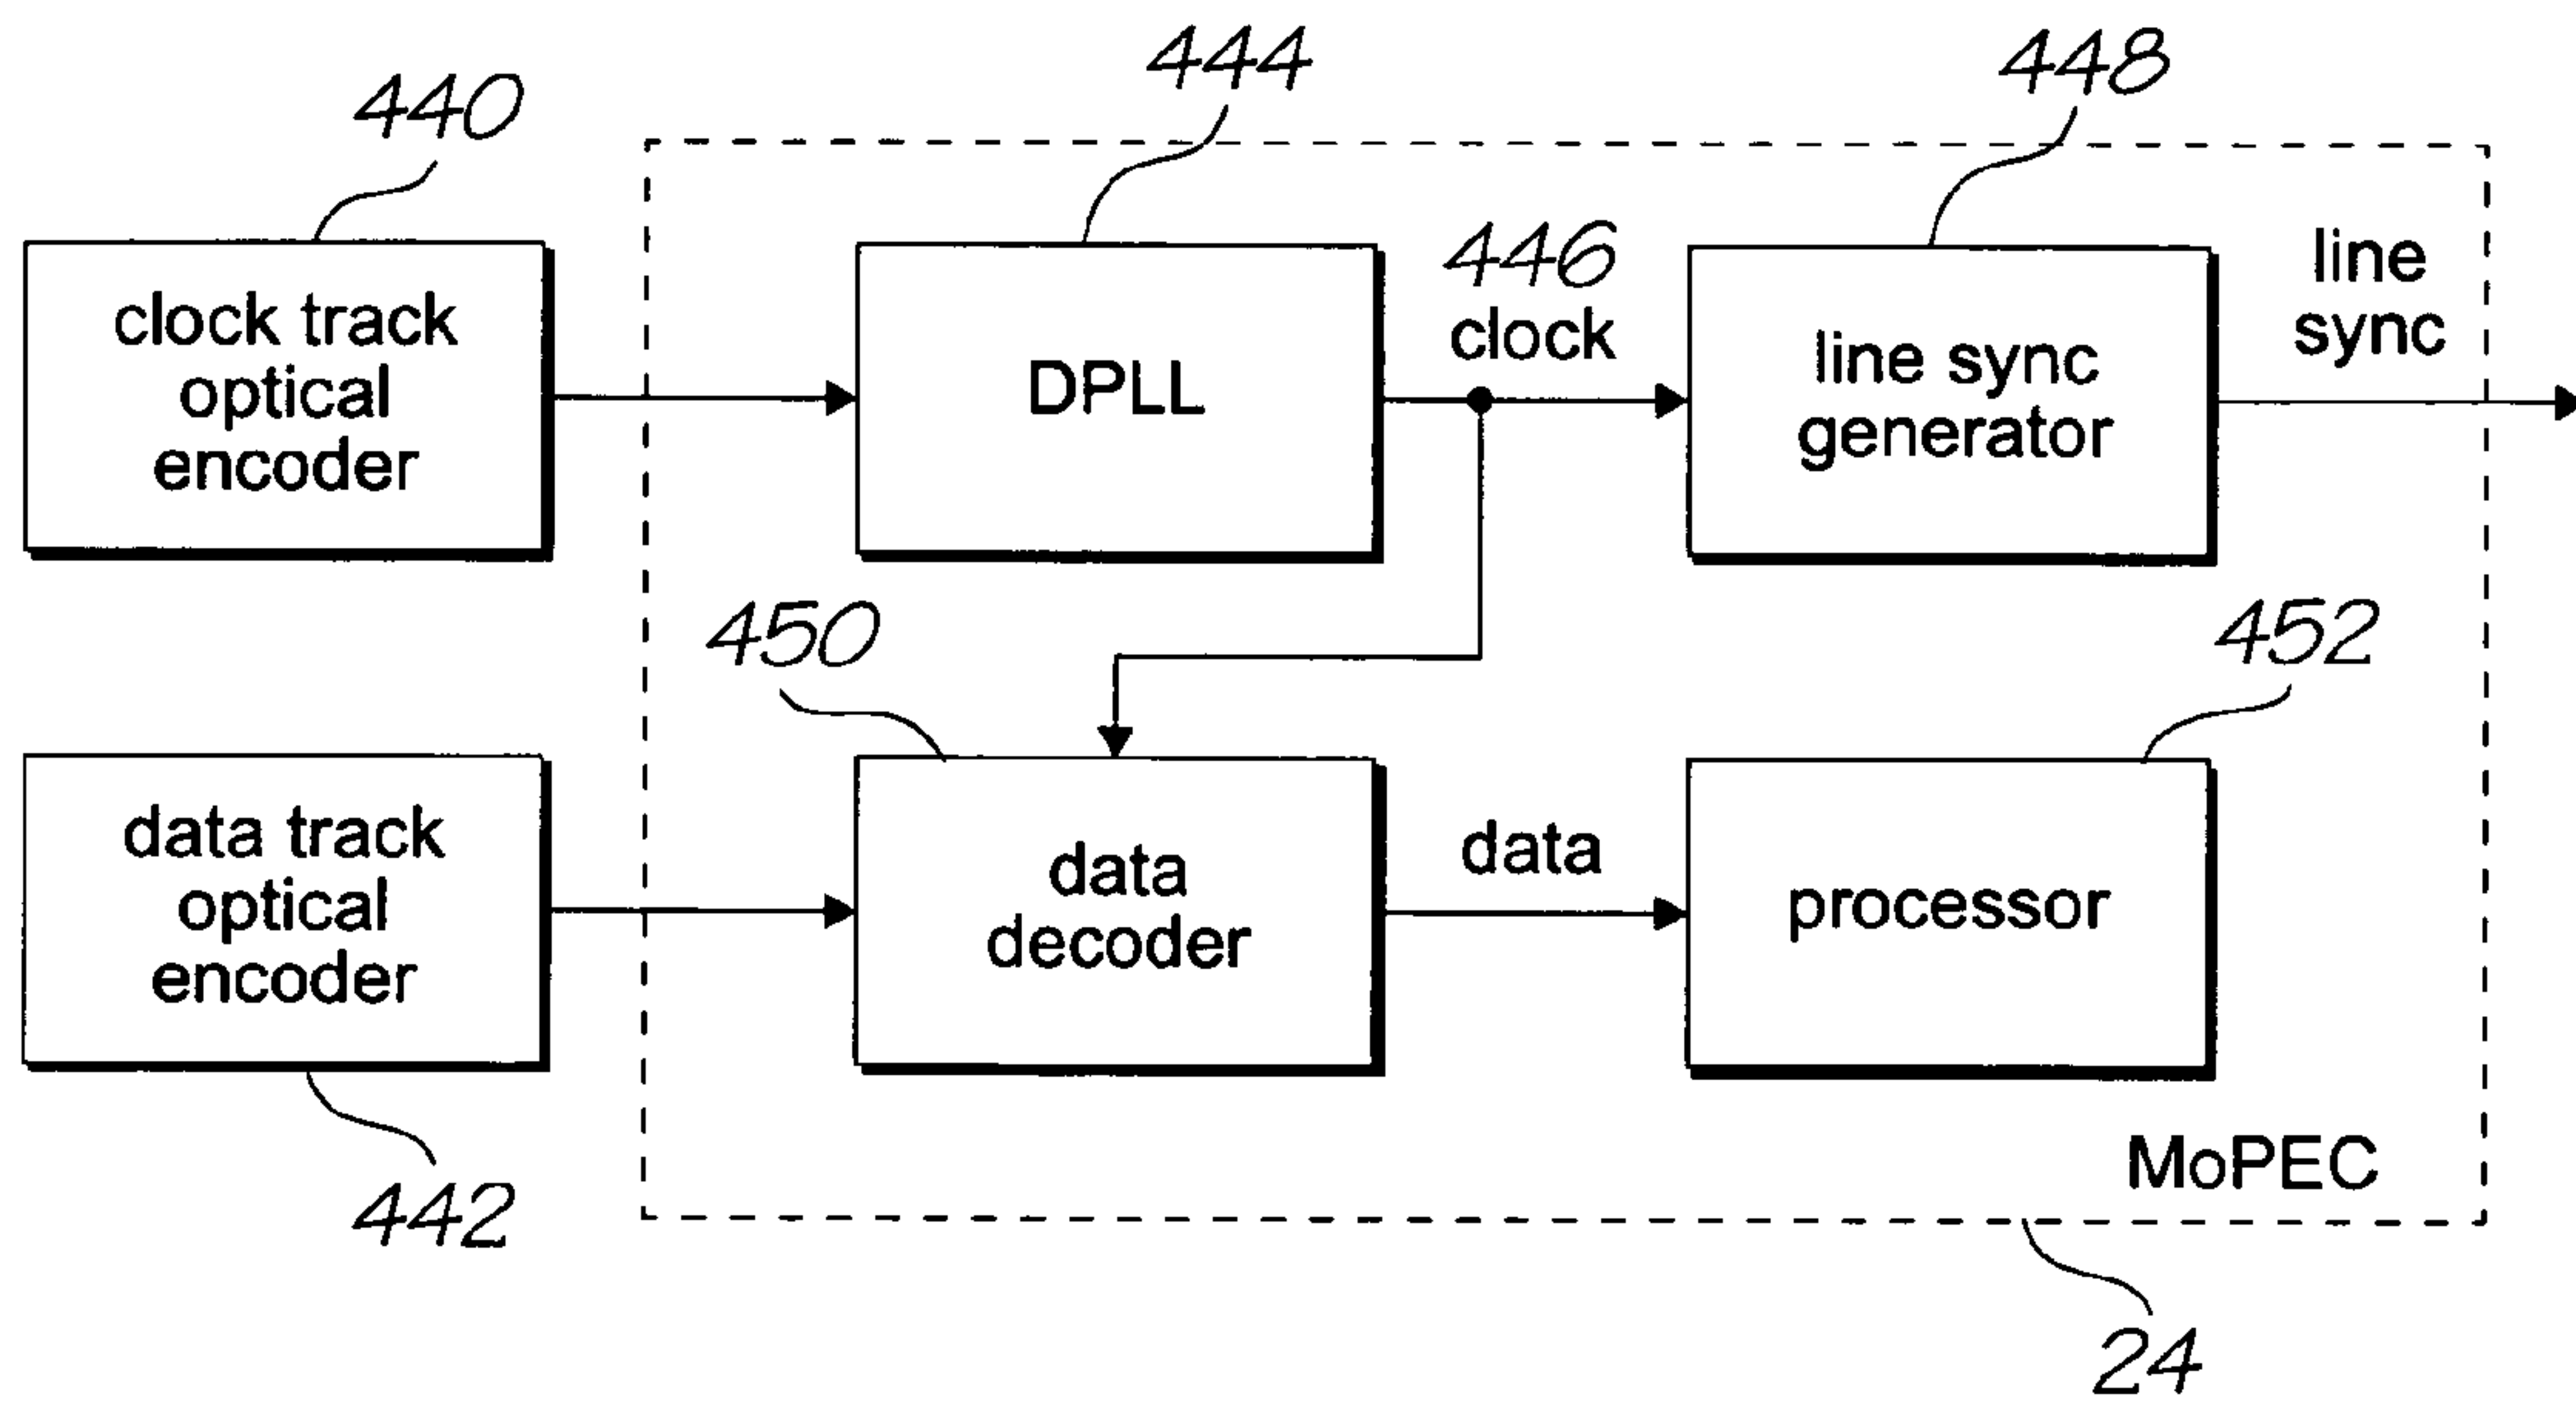 440
444
448
clock track
optical
encoder
DPLL
446
clock
line sync
generator
line
sync
450
452
data track
optical
encoder
data
decoder
data
processor
MoPEC
442
24